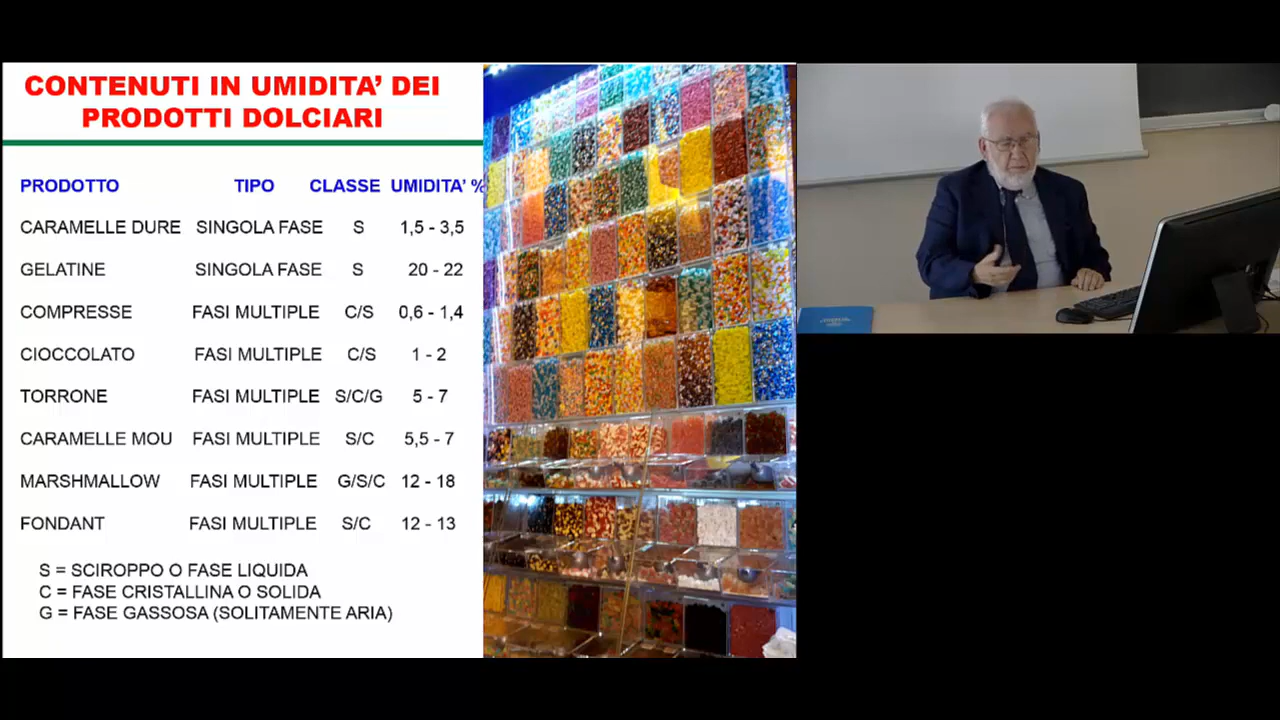 CONTENUTI IN UMIDITA' DEI
PRODOTTI DOLCIARI
PRODOTTO TIPO CLASSE UMIDITA' %
CARAMELLE DURE SINGOLA FASE S 1,5 - 3,5
GELATINE SINGOLA FASE S 20 - 22
COMPRESSE FASI MULTIPLE C/S 0,6 - 1,4
CIOCCOLATO FASI MULTIPLE C/S 1 - 2
TORRONE FASI MULTIPLE S/C/G 5 - 7
CARAMELLE MOU FASI MULTIPLE S/C 5,5 - 7
MARSHMALLOW FASI MULTIPLE G/S/C 12 - 18
FONDANT FASI MULTIPLE S/C 12 - 13
S = SCIROPPO O FASE LIQUIDA
C = FASE CRISTALLINA O SOLIDA
G = FASE GASSOSA (SOLITAMENTE ARIA)